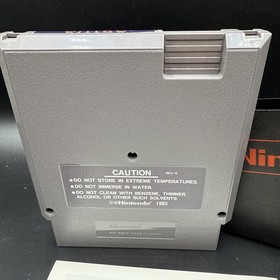 CAUTION
●DO NOT STORE IN EXTREME TEMPERATURES.
●DO NOT IMMERSE IN WATER.
●DO NOT CLEAN WITH BENZENE, THINNER,
ALCOHOL OR OTHER SUCH SOLVENTS.
©Nintendo 1985
Nin